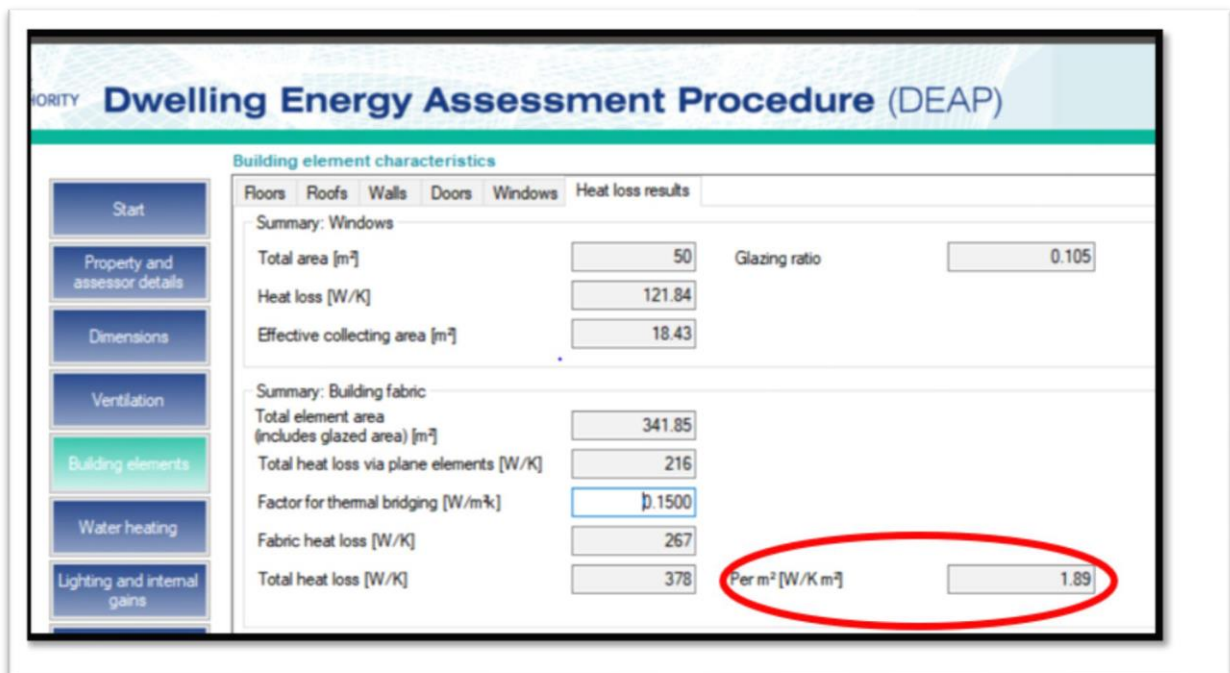 Dwelling Energy Assessment Procedure (DEAP)
Building element characteristics
Start
Property and
assessor details
Dimensions
Ventilation
Building elements
Water heating
Lighting and internal
gains
Floors Roofs Walls Doors Windows Heat loss results
Summary: Windows
Total area [m²] 50 Glazing ratio 0.105
Heat loss [W/K] 121.84
Effective collecting area [m²] 18.43
Summary: Building fabric
Total element area
(includes glazed area) [m²] 341.85
Total heat loss via plane elements [W/K] 216
Factor for thermal bridging [W/m²k] 0.1500
Fabric heat loss [W/K] 267
Total heat loss [W/K] 378 Per m² [W/K m²] 1.89